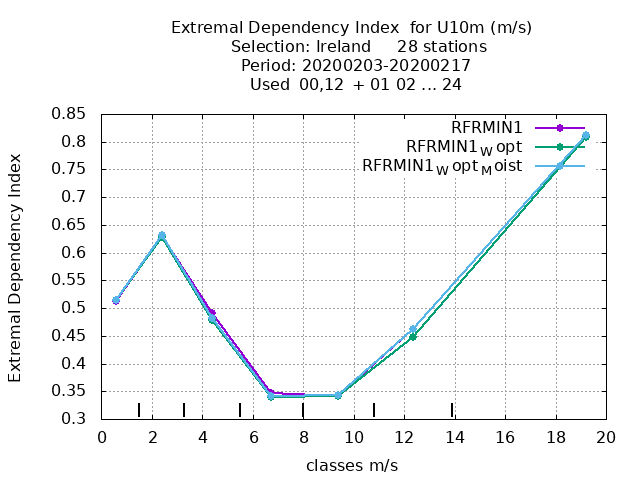 Extremal Dependency Index  for U10m (m/s)
Selection: Ireland     28 stations
Period: 20200203-20200217
Used  00,12  + 01 02 ... 24
0.85
0.8
0.75
0.7
0.65
0.6
0.55
0.5
0.45
0.4
0.35
0.3
Extremal Dependency Index
RFRMIN1
RFRMIN1Wopt
RFRMIN1WoptMoist
0 2 4 6 8 10 12 14 16 18 20
classes m/s